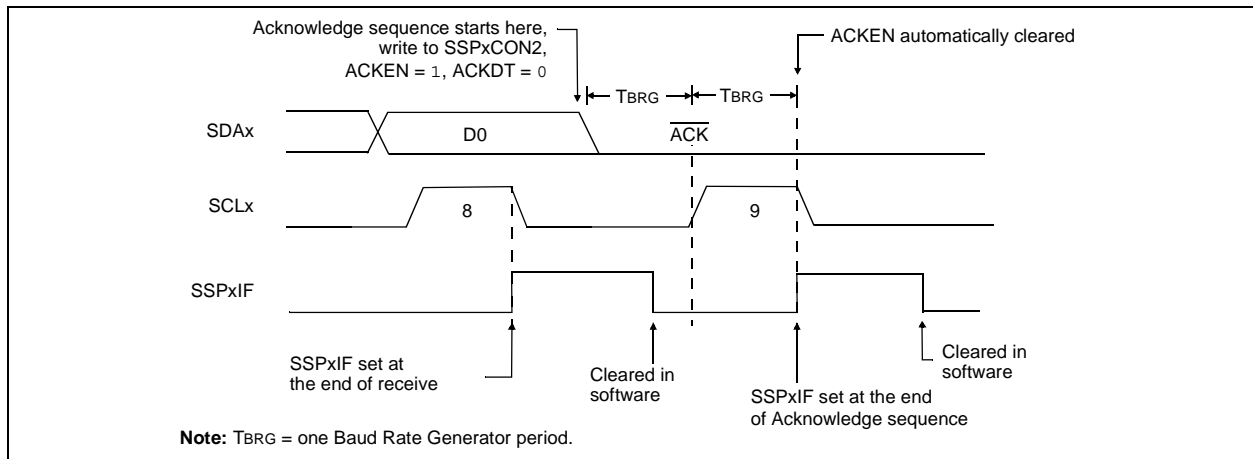 Acknowledge sequence starts here,
write to SSPxCON2,
ACKEN = 1, ACKDT = 0
ACKEN automatically cleared
TBRG
TBRG
SDAx
D0
ACK
SCLx
8
9
SSPxIF
SSPxIF set at
the end of receive
Cleared in
software
SSPxIF set at the end
of Acknowledge sequence
Cleared in
software
Note: TBRG = one Baud Rate Generator period.